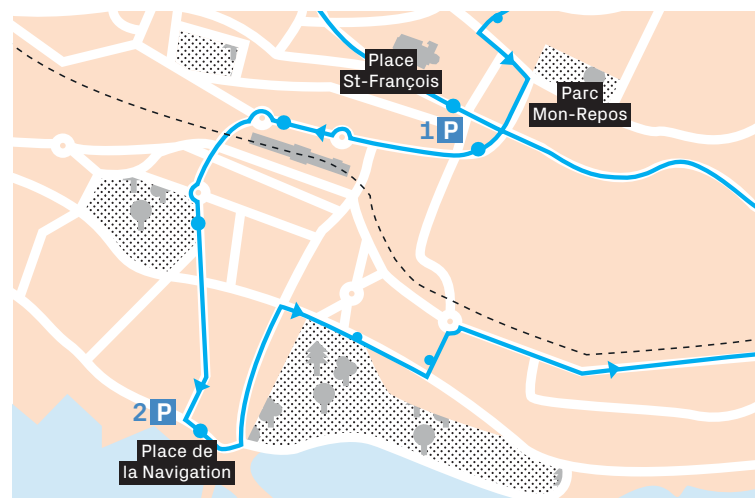 Place
St-François
Parc
Mon-Repos
1 P
2 P
Place de
la Navigation